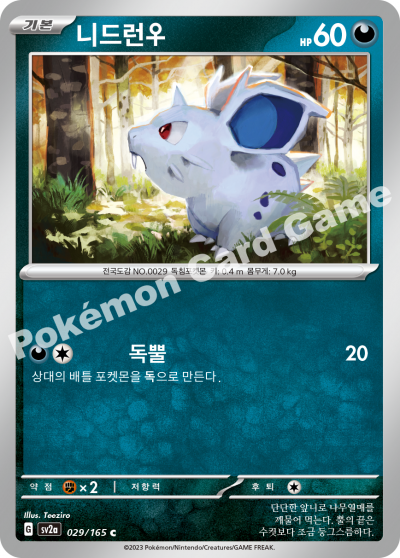 기본 니드런우 HP 60
전국도감 NO.0029 독침포켓몬 키: 0.4 m 몸무게: 7.0 kg
Pokémon Card Game
독뿔 20
상대의 배틀 포켓몬을 독으로 만든다.
약점 ×2 저항력 후퇴
Illus. Teeziro
G sv2a 029/165 C
단단한 앞니로 나무열매를
깨물어 먹는다. 뿔의 끝은
수컷보다 조금 둥그스름하다.
©2023 Pokémon/Nintendo/Creatures/GAME FREAK.